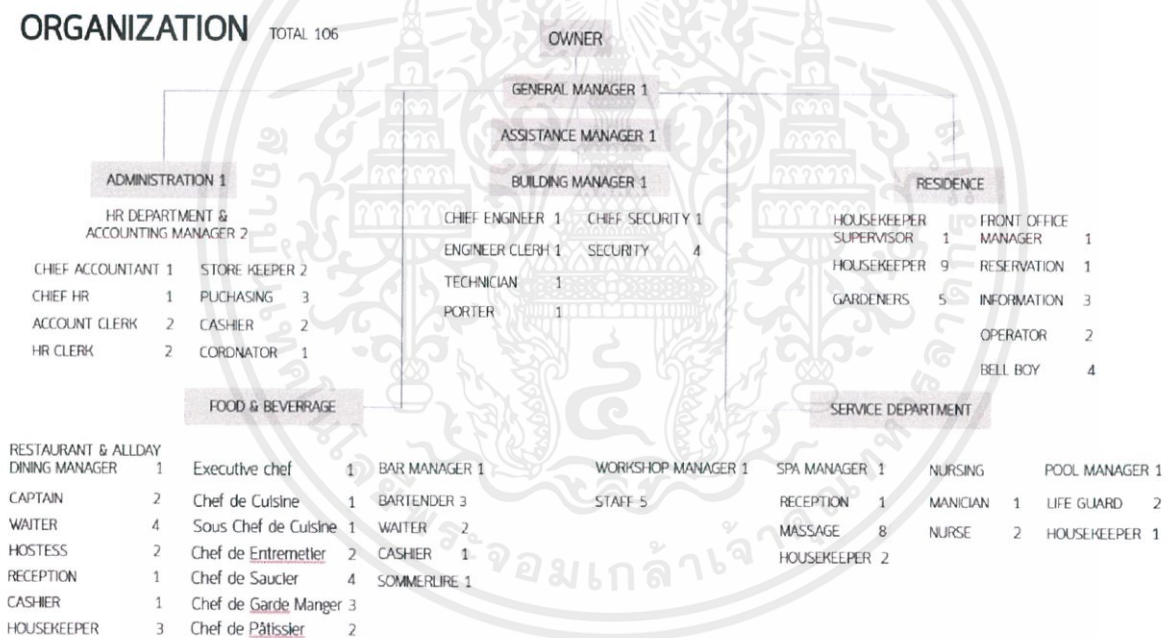 ORGANIZATION TOTAL 106
OWNER
GENERAL MANAGER 1
ASSISTANCE MANAGER 1
ADMINISTRATION 1
HR DEPARTMENT &
ACCOUNTING MANAGER 2
CHIEF ACCOUNTANT 1 STORE KEEPER 2
CHIEF HR 1 PUCHASING 3
ACCOUNT CLERK 2 CASHIER 2
HR CLERK 2 CORDNATOR 1
BUILDING MANAGER 1
CHIEF ENGINEER 1 CHIEF SECURITY 1
ENGINEER CLERH 1 SECURITY 4
TECHNICIAN 1
PORTER 1
RESIDENCE
HOUSEKEEPER
SUPERVISOR 1
HOUSEKEEPER 9
GARDENERS 5
FRONT OFFICE
MANAGER 1
RESERVATION 1
INFORMATION 3
OPERATOR 2
BELL BOY 4
FOOD & BEVERRAGE
RESTAURANT & ALLDAY
DINING MANAGER 1
CAPTAIN 2
WAITER 4
HOSTESS 2
RECEPTION 1
CASHIER 1
HOUSEKEEPER 3
Executive chef 1
Chef de Cuisine 1
Sous Chef de Cuisine 1
Chef de Entremetier 2
Chef de Saucier 4
Chef de Garde Manger 3
Chef de Pâtissier 2
BAR MANAGER 1
BARTENDER 3
WAITER 2
CASHIER 1
SOMMERLIRE 1
SERVICE DEPARTMENT
WORKSHOP MANAGER 1
STAFF 5
SPA MANAGER 1
RECEPTION 1
MASSAGE 8
HOUSEKEEPER 2
NURSING
MANICIAN 1
NURSE 2
POOL MANAGER 1
LIFE GUARD 2
HOUSEKEEPER 1